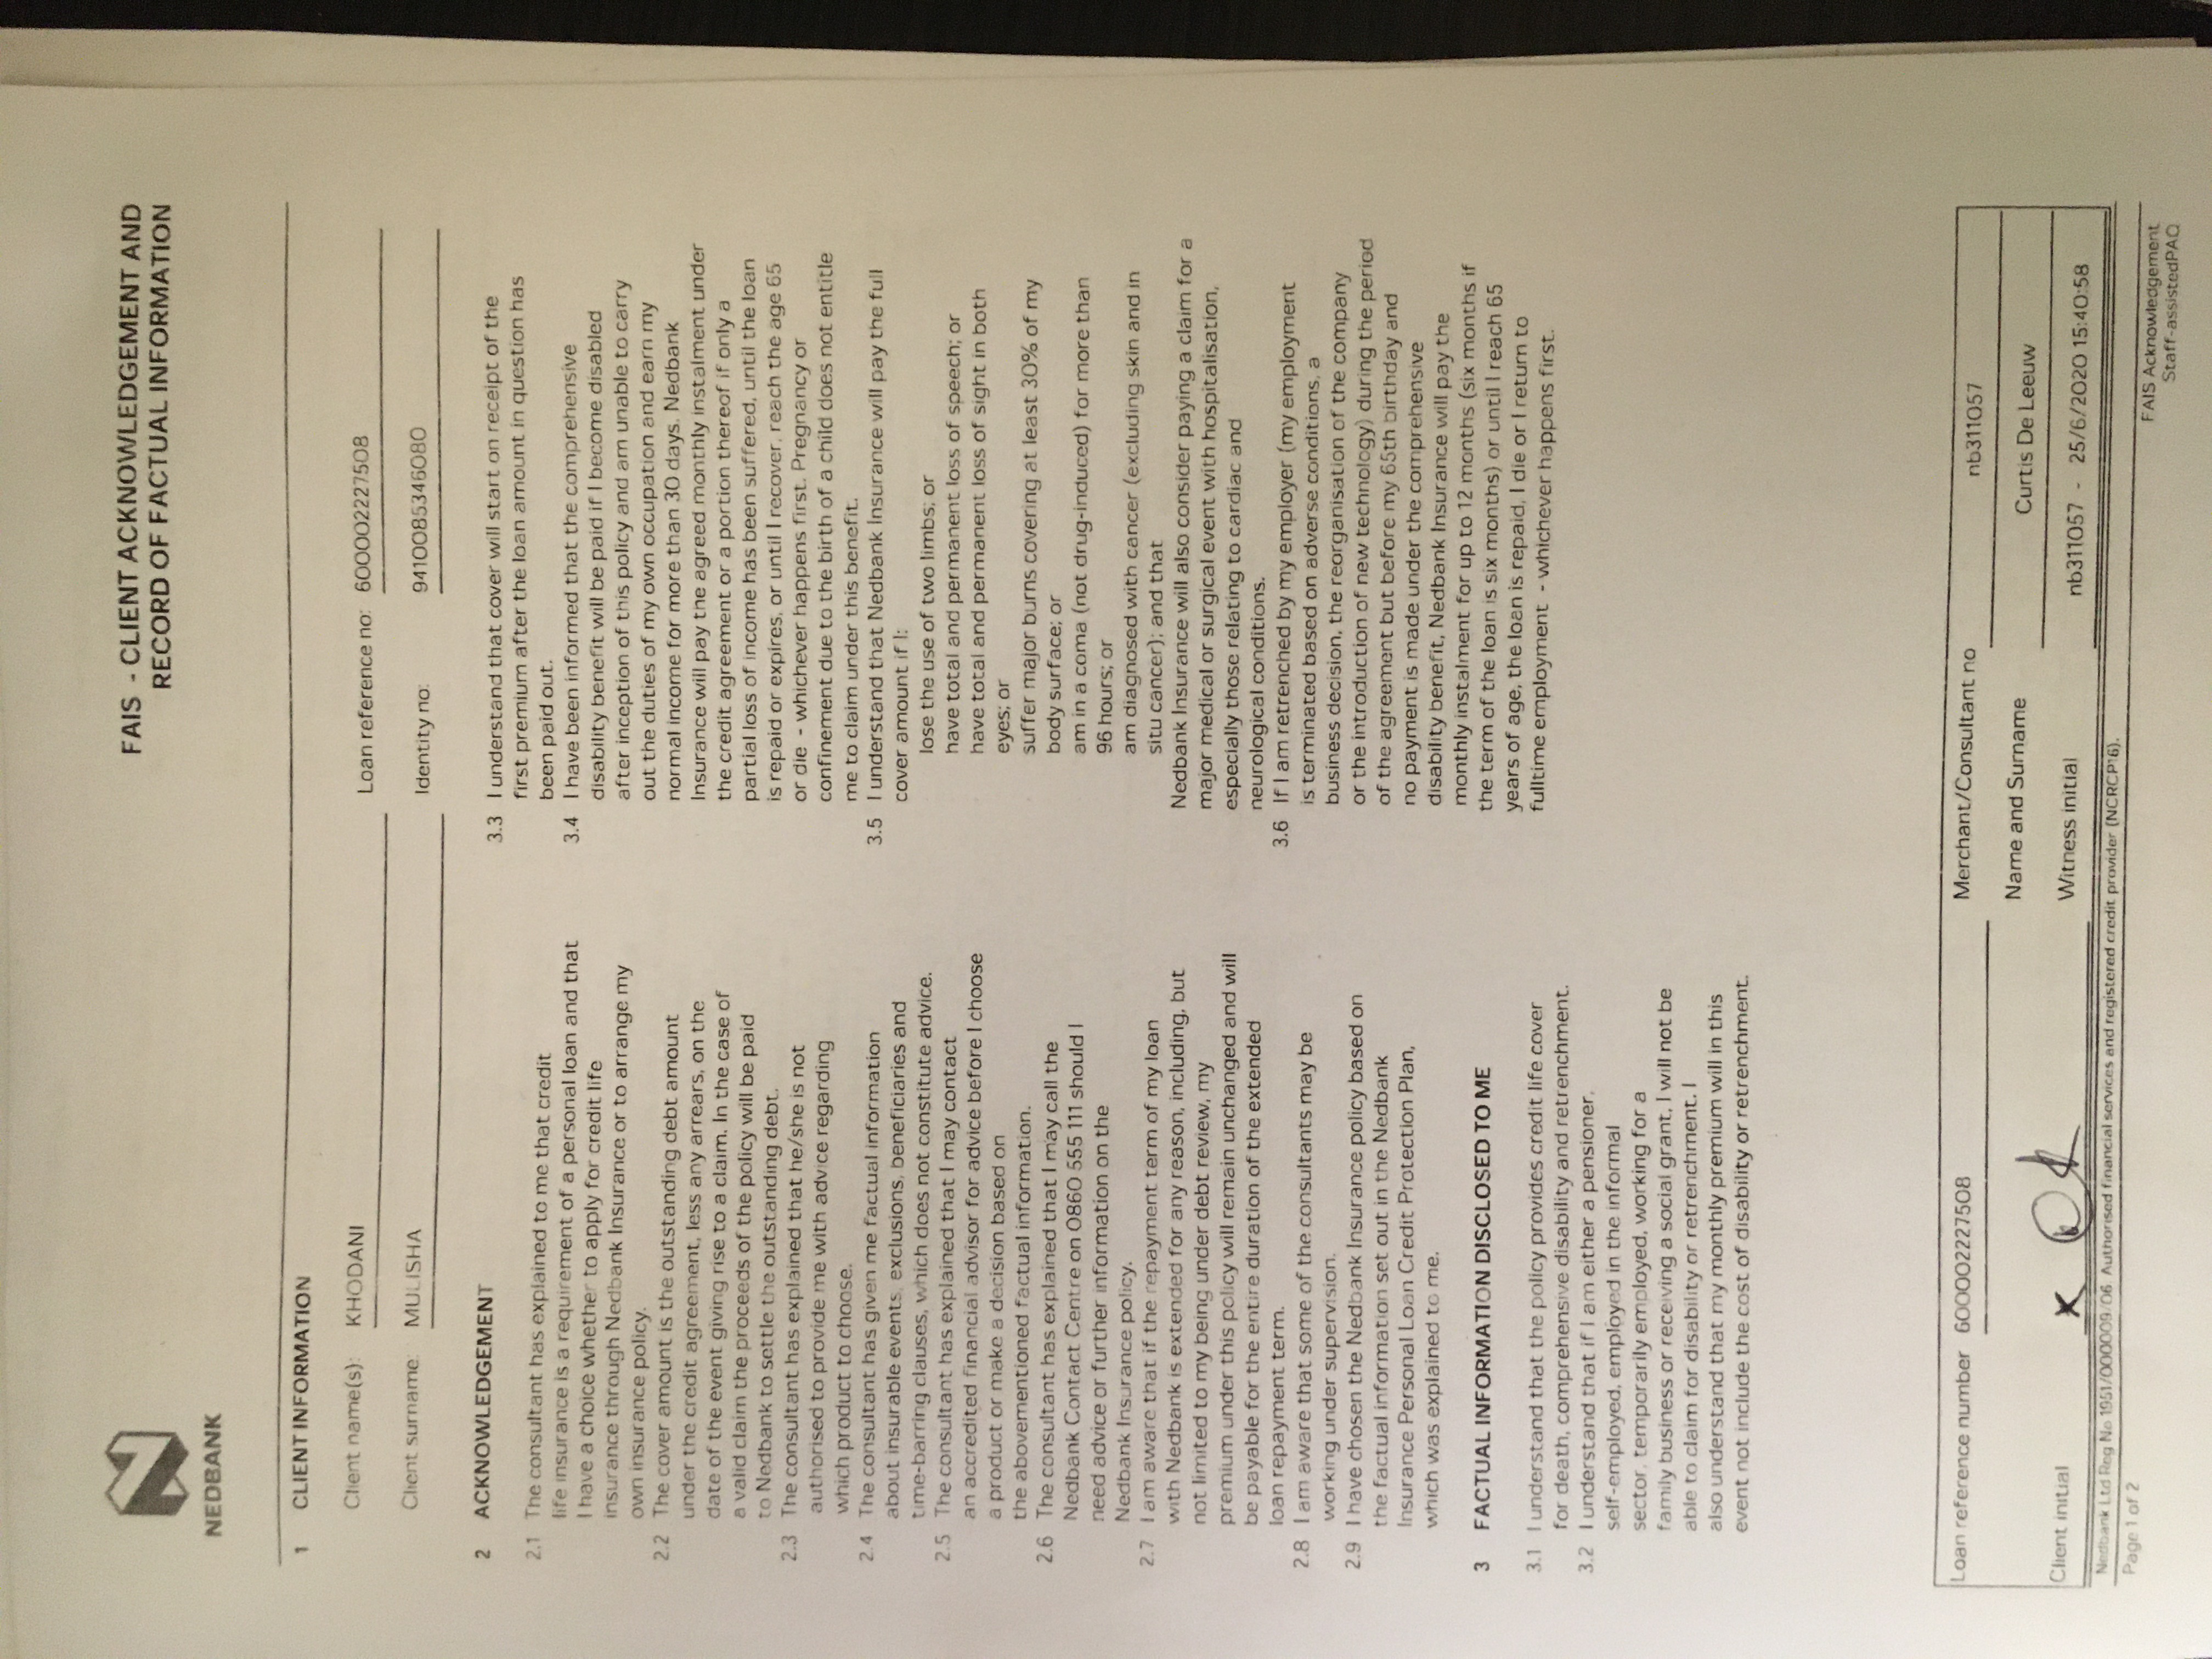 NEDBANK
FAIS - CLIENT ACKNOWLEDGEMENT AND
RECORD OF FACTUAL INFORMATION
1 CLIENT INFORMATION
Client name(s): KHODANI
Loan reference no: 600002227508
Client surname: MULISHA
Identity no: 9410085346080
2 ACKNOWLEDGEMENT
2.1 The consultant has explained to me that credit
life insurance is a requirement of a personal loan and that
I have a choice whether to apply for credit life
insurance through Nedbank Insurance or to arrange my
own insurance policy.
2.2 The cover amount is the outstanding debt amount
under the credit agreement, less any arrears, on the
date of the event giving rise to a claim. In the case of
a valid claim the proceeds of the policy will be paid
to Nedbank to settle the outstanding debt.
2.3 The consultant has explained that he/she is not
authorised to provide me with advice regarding
which product to choose.
2.4 The consultant has given me factual information
about insurable events, exclusions, beneficiaries and
time-barring clauses, which does not constitute advice.
2.5 The consultant has explained that I may contact
an accredited financial advisor for advice before I choose
a product or make a decision based on
the abovementioned factual information.
2.6 The consultant has explained that I may call the
Nedbank Contact Centre on 0860 555 111 should I
need advice or further information on the
Nedbank Insurance policy.
2.7 I am aware that if the repayment term of my loan
with Nedbank is extended for any reason, including, but
not limited to my being under debt review, my
premium under this policy will remain unchanged and will
be payable for the entire duration of the extended
loan repayment term.
2.8 I am aware that some of the consultants may be
working under supervision.
2.9 I have chosen the Nedbank Insurance policy based on
the factual information set out in the Nedbank
Insurance Personal Loan Credit Protection Plan,
which was explained to me.
3 FACTUAL INFORMATION DISCLOSED TO ME
3.1 I understand that the policy provides credit life cover
for death, comprehensive disability and retrenchment.
3.2 I understand that if I am either a pensioner,
self-employed, employed in the informal
sector, temporarily employed, working for a
family business or receiving a social grant, I will not be
able to claim for disability or retrenchment. I
also understand that my monthly premium will in this
event not include the cost of disability or retrenchment.
3.3 I understand that cover will start on receipt of the
first premium after the loan amount in question has
been paid out.
3.4 I have been informed that the comprehensive
disability benefit will be paid if I become disabled
after inception of this policy and am unable to carry
out the duties of my own occupation and earn my
normal income for more than 30 days. Nedbank
Insurance will pay the agreed monthly instalment under
the credit agreement or a portion thereof if only a
partial loss of income has been suffered, until the loan
is repaid or expires, or until I recover, reach the age 65
or die - whichever happens first. Pregnancy or
confinement due to the birth of a child does not entitle
me to claim under this benefit.
3.5 I understand that Nedbank Insurance will pay the full
cover amount if I:
lose the use of two limbs; or
have total and permanent loss of speech; or
have total and permanent loss of sight in both
eyes; or
suffer major burns covering at least 30% of my
body surface; or
am in a coma (not drug-induced) for more than
96 hours; or
am diagnosed with cancer (excluding skin and in
situ cancer); and that
Nedbank Insurance will also consider paying a claim for a
major medical or surgical event with hospitalisation,
especially those relating to cardiac and
neurological conditions.
3.6 If I am retrenched by my employer (my employment
is terminated based on adverse conditions, a
business decision, the reorganisation of the company
or the introduction of new technology) during the period
of the agreement but before my 65th birthday and
no payment is made under the comprehensive
disability benefit, Nedbank Insurance will pay the
monthly instalment for up to 12 months (six months if
the term of the loan is six months) or until I reach 65
years of age, the loan is repaid, I die or I return to
fulltime employment - whichever happens first.
Loan reference number 600002227508
Merchant/Consultant no nb311057
Name and Surname Curtis De Leeuw
Client initial x
Witness initial nb311057 - 25/6/2020 15:40:58
Nedbank Ltd Reg No 1951/000009/06. Authorised financial services and registered credit provider (NCRCP16).
Page 1 of 2
FAIS Acknowledgement
Staff-assistedPAQ